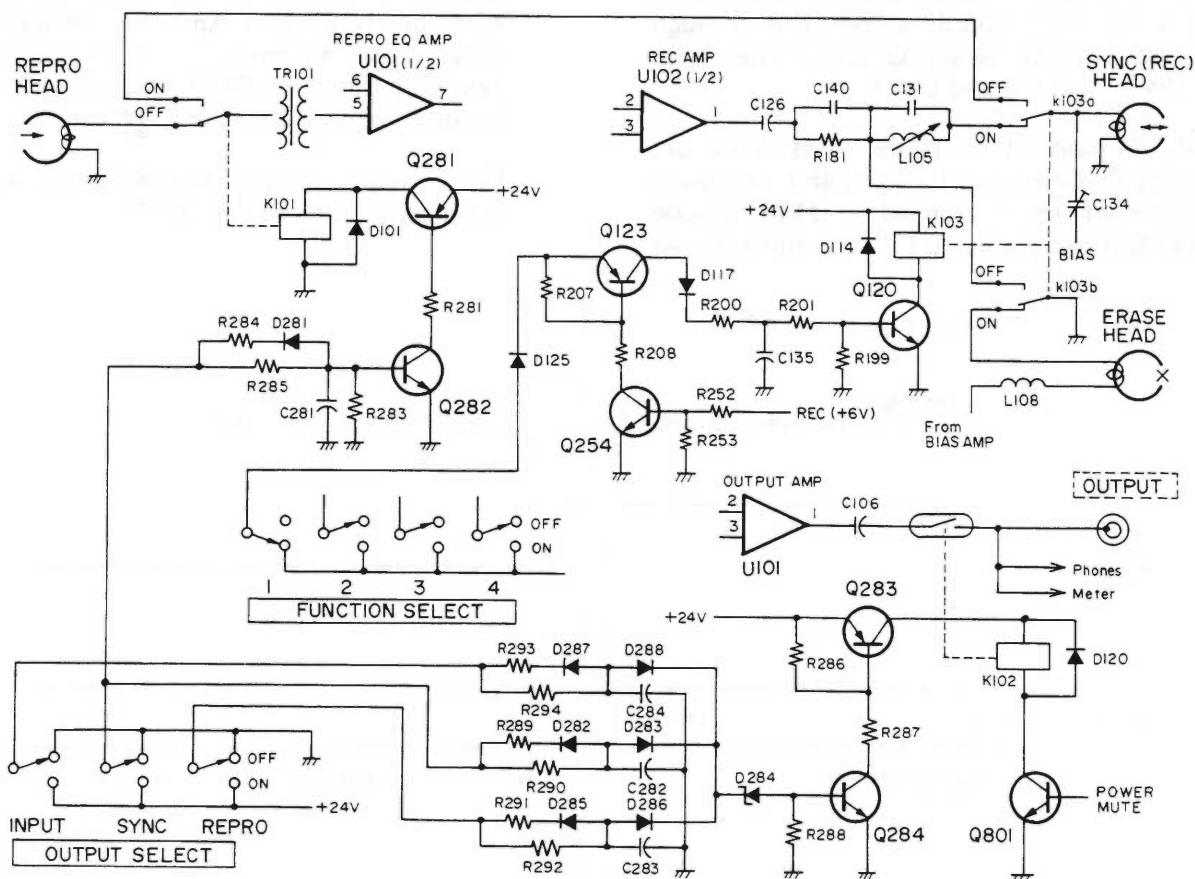 REPRO
HEAD
ON
OFF
TR101
REPRO EQ AMP
U101 (1/2)
6
5
7
REC AMP
U102 (1/2)
2
3
1
C126
C140
R181
C131
L105
OFF
ON
k103a
SYNC (REC)
HEAD
C134
BIAS
Q281
+24V
K101
D101
R281
R284
D281
R285
C281
R283
Q282
Q123
R207
R208
D125
Q254
R252
R253
REC (+6V)
D117
R200
R201
C135
R199
+24V
D114
K103
Q120
OFF
ON
k103b
ERASE
HEAD
L108
From
BIAS AMP
OFF
ON
1
2
3
4
FUNCTION SELECT
OUTPUT AMP
2
3
1
U101
C106
OUTPUT
Phones
Meter
Q283
+24V
R286
R287
K102
D120
R293
D287
D288
R294
C284
R289
D282
D283
R290
C282
R291
D285
D286
R292
C283
D284
R288
Q284
Q801
POWER
MUTE
OFF
ON
+24V
INPUT
SYNC
REPRO
OUTPUT SELECT